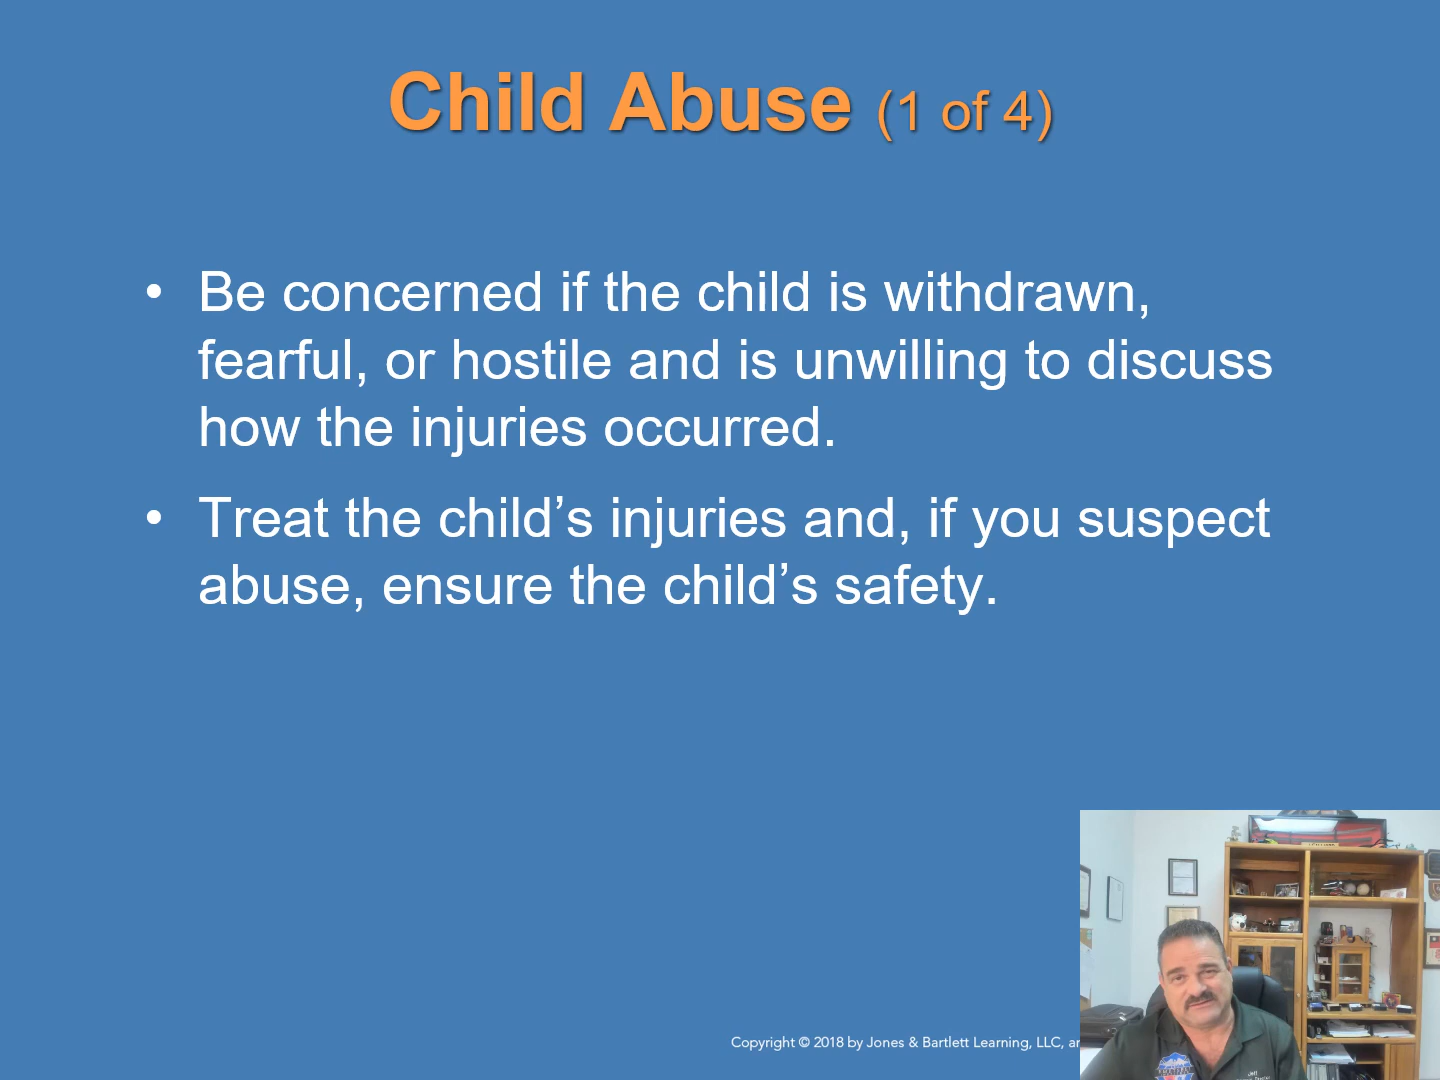 Child Abuse (1 of 4)
• Be concerned if the child is withdrawn,
fearful, or hostile and is unwilling to discuss
how the injuries occurred.
• Treat the child’s injuries and, if you suspect
abuse, ensure the child’s safety.
Copyright © 2018 by Jones & Bartlett Learning, LLC, an
Jeff